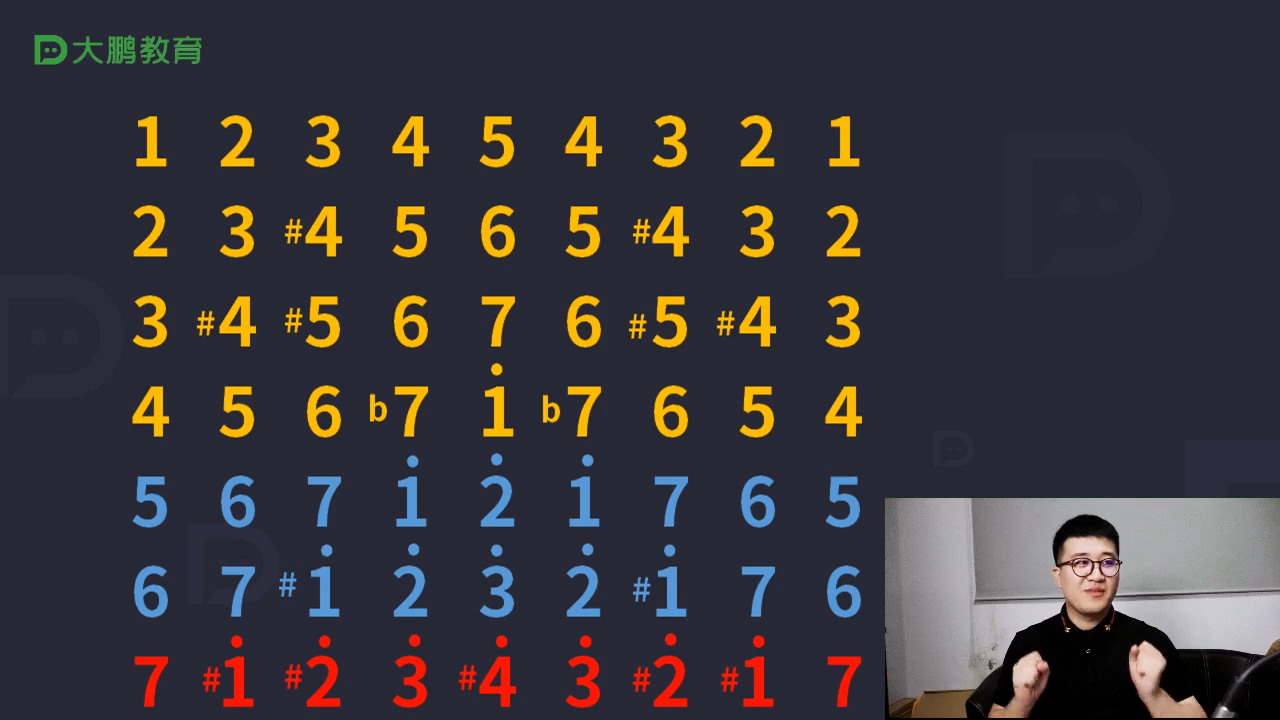 大鹏教育
1 2 3 4 5 4 3 2 1
2 3 #4 5 6 5 #4 3 2
3 #4 #5 6 7 6 #5 #4 3
4 5 6 b7 1̇ b7 6 5 4
5 6 7 1̇ 2̇ 1̇ 7 6 5
6 7 #1̇ 2̇ 3̇ 2̇ #1̇ 7 6
7 #1̇ #2̇ 3̇ #4̇ 3̇ #2̇ #1̇ 7